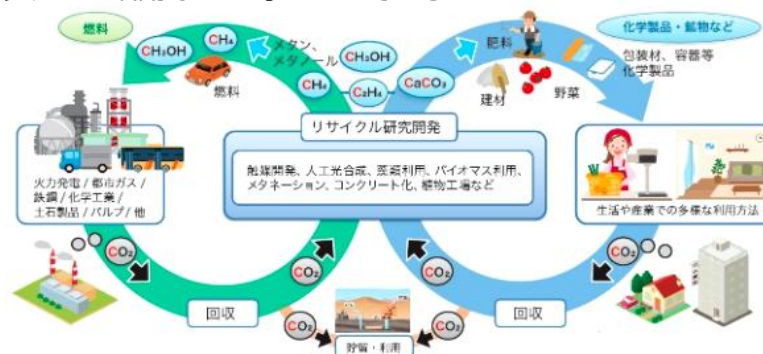 燃料
CH₃OH
CH₄
メタン、
メタノール
燃料
CH₃OH
CH₄
C₂H₄
CaCO₃
肥料
建材
野菜
化学製品・鉱物など
包装材、容器等
化学製品
リサイクル研究開発
触媒開発、人工光合成、藻類利用、バイオマス利用、
メタネーション、コンクリート化、植物工場など
火力発電 / 都市ガス /
鉄鋼 / 化学工業 /
土石製品 / パルプ / 他
生活や産業での多様な利用方法
CO₂
CO₂
CO₂
CO₂
回収
回収
CO₂
CO₂
貯留・利用